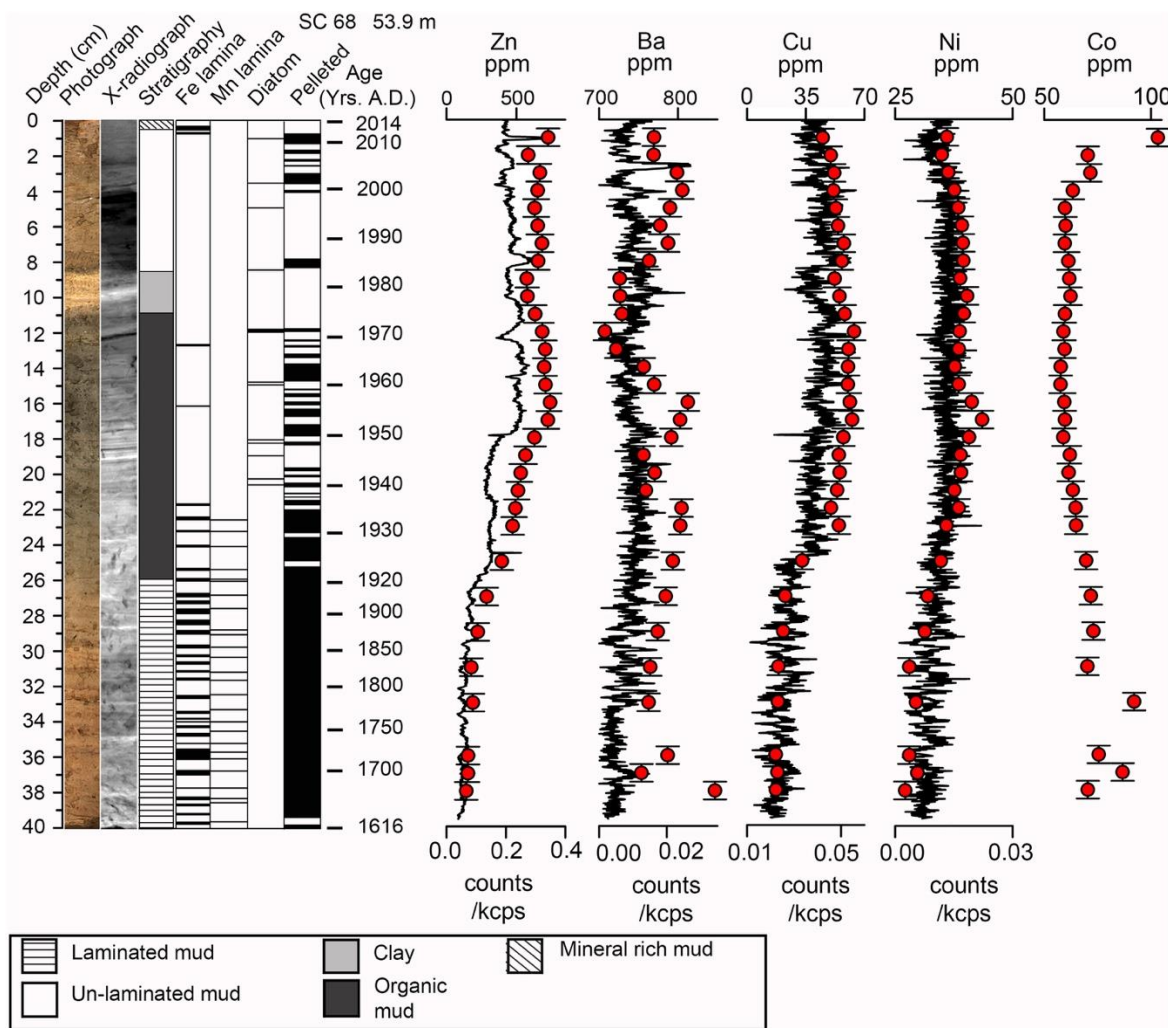 SC 68 53.9 m
Depth (cm)
Photograph
X-radiograph
Stratigraphy
Fe lamina
Mn lamina
Diatom
Pelleted
Age
(Yrs. A.D.)
Zn
ppm
Ba
ppm
Cu
ppm
Ni
ppm
Co
ppm
0 500
700 800
0 35 70
25 50
50 100
0
2
4
6
8
10
12
14
16
18
20
22
24
26
28
30
32
34
36
38
40
2014
2010
2000
1990
1980
1970
1960
1950
1940
1930
1920
1900
1850
1800
1750
1700
1616
0.0 0.2 0.4
counts
/kcps
0.00 0.02
counts
/kcps
0.01 0.05
counts
/kcps
0.00 0.03
counts
/kcps
Laminated mud
Clay
Mineral rich mud
Un-laminated mud
Organic
mud